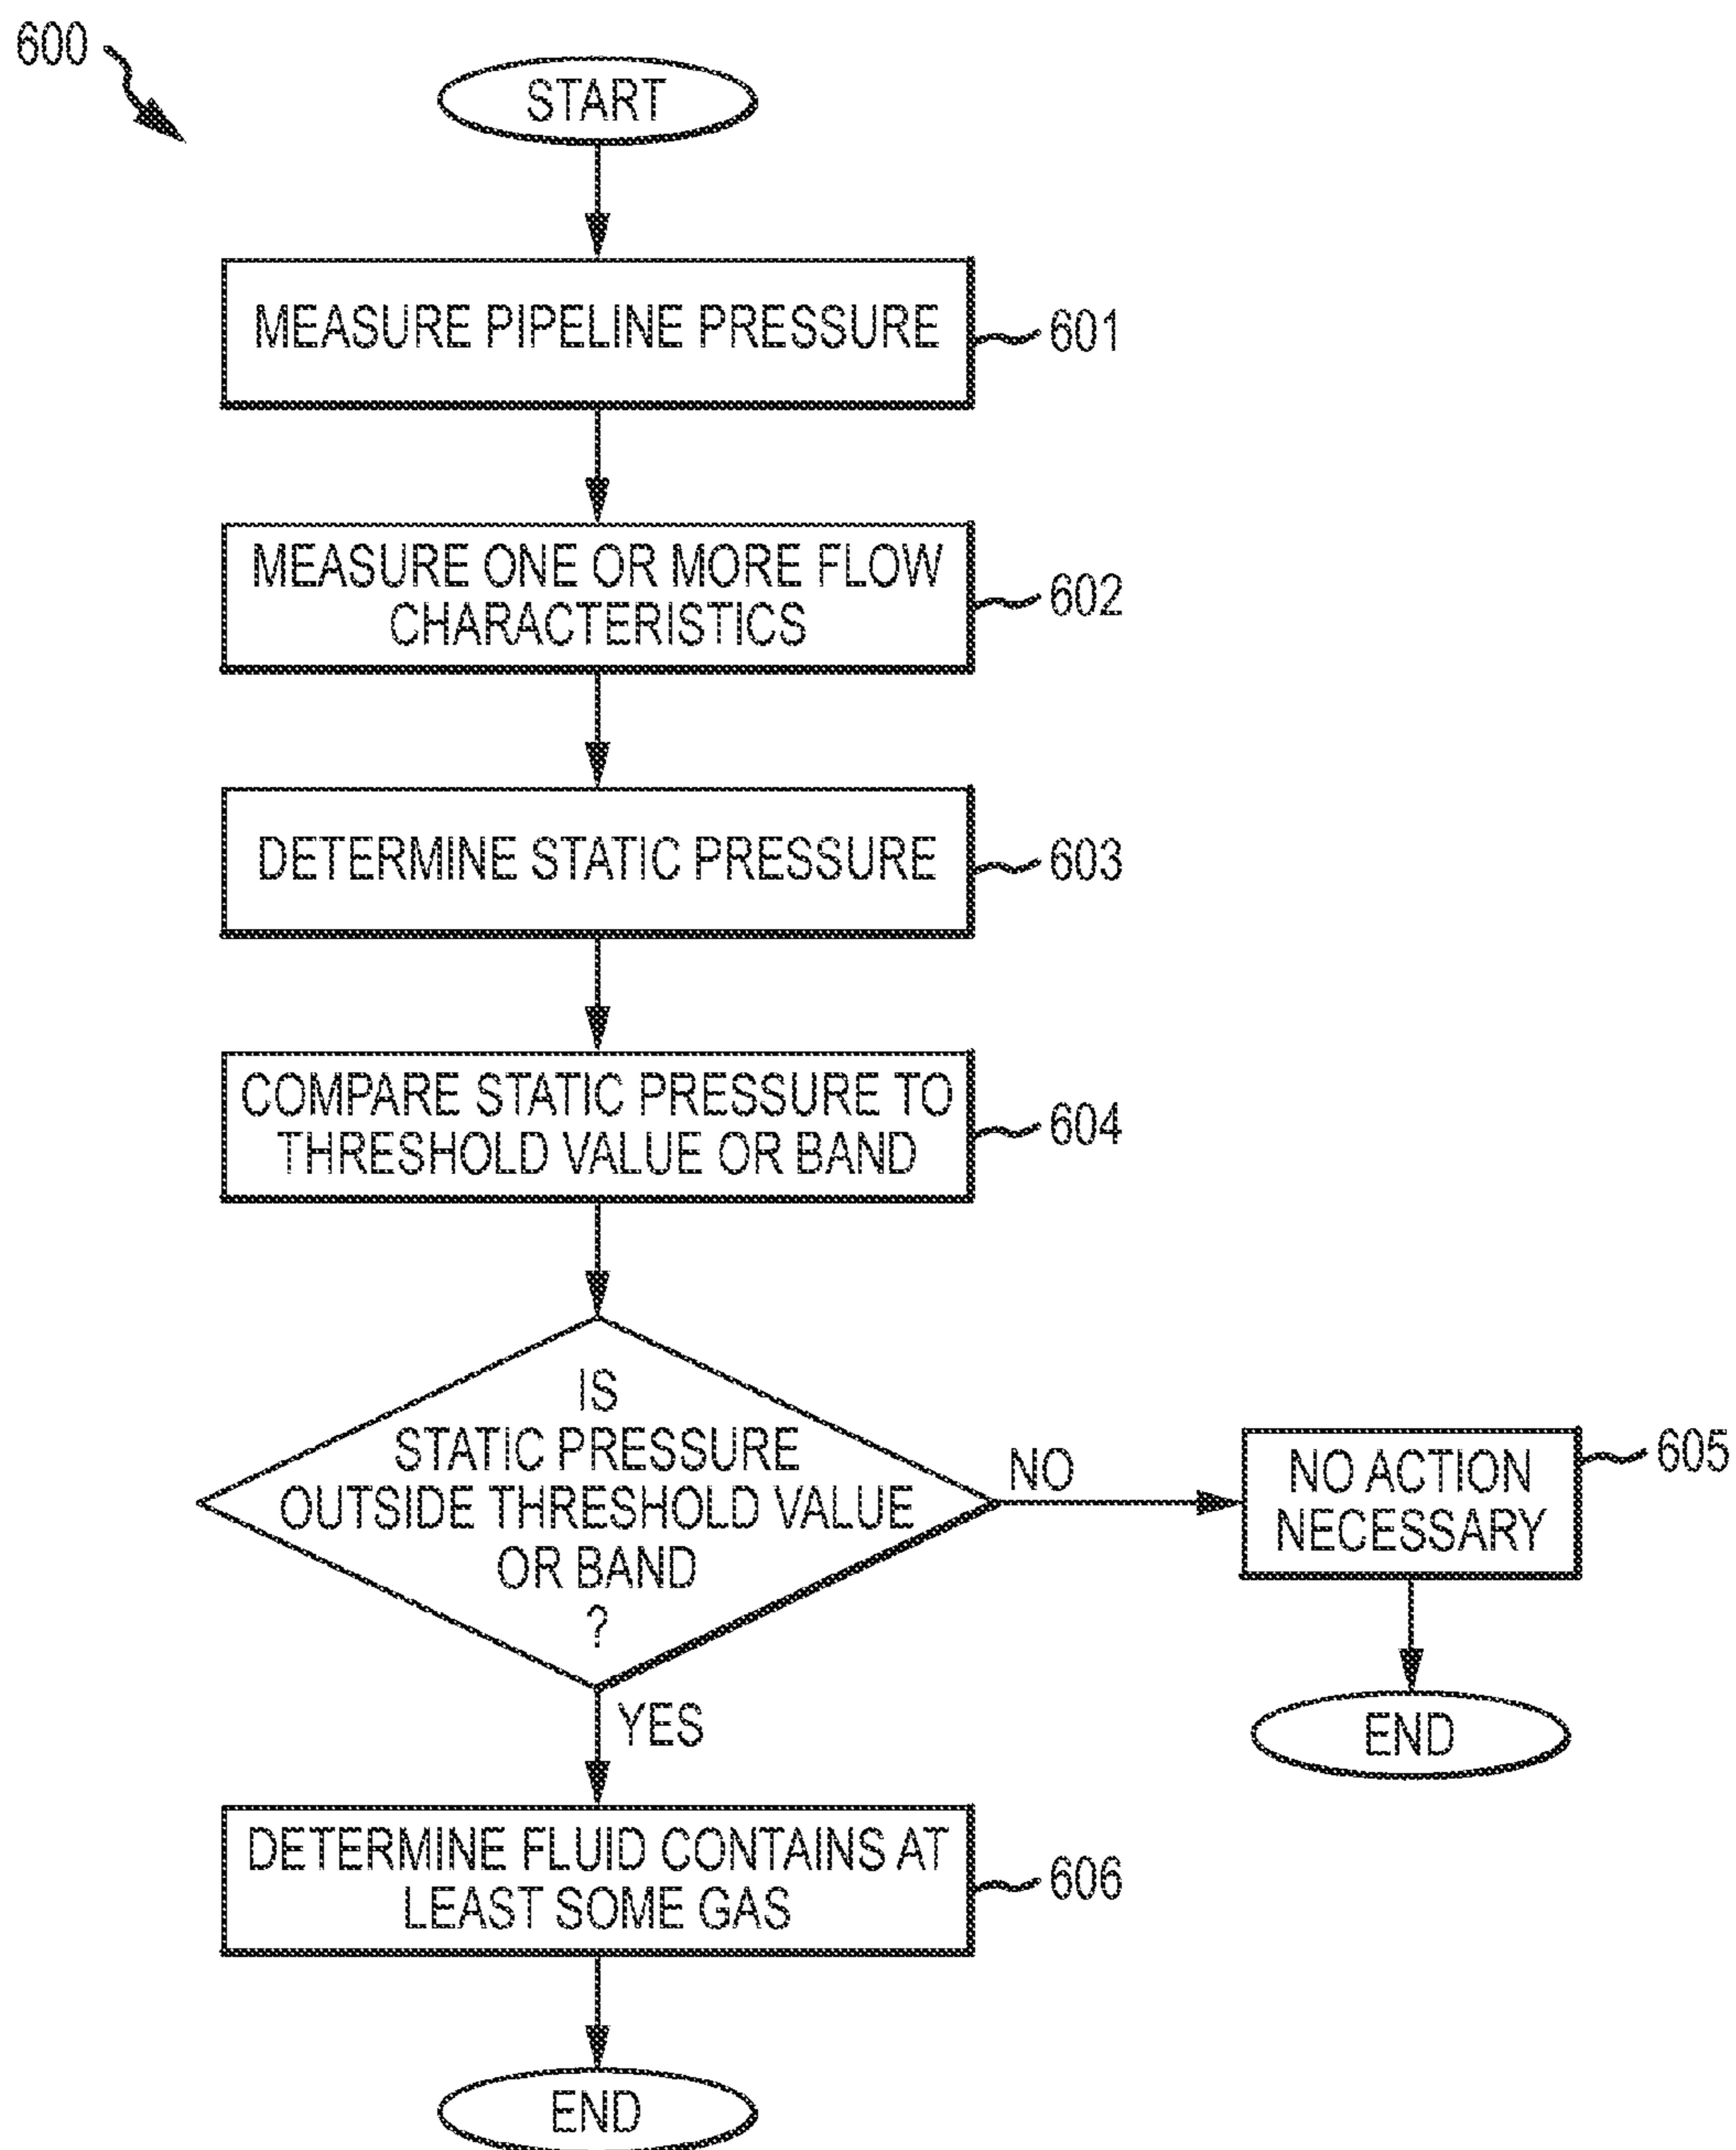 600
START
MEASURE PIPELINE PRESSURE
601
MEASURE ONE OR MORE FLOW
CHARACTERISTICS
602
DETERMINE STATIC PRESSURE
603
COMPARE STATIC PRESSURE TO
THRESHOLD VALUE OR BAND
604
IS
STATIC PRESSURE
OUTSIDE THRESHOLD VALUE
OR BAND
?
NO
NO ACTION
NECESSARY
605
END
YES
DETERMINE FLUID CONTAINS AT
LEAST SOME GAS
606
END